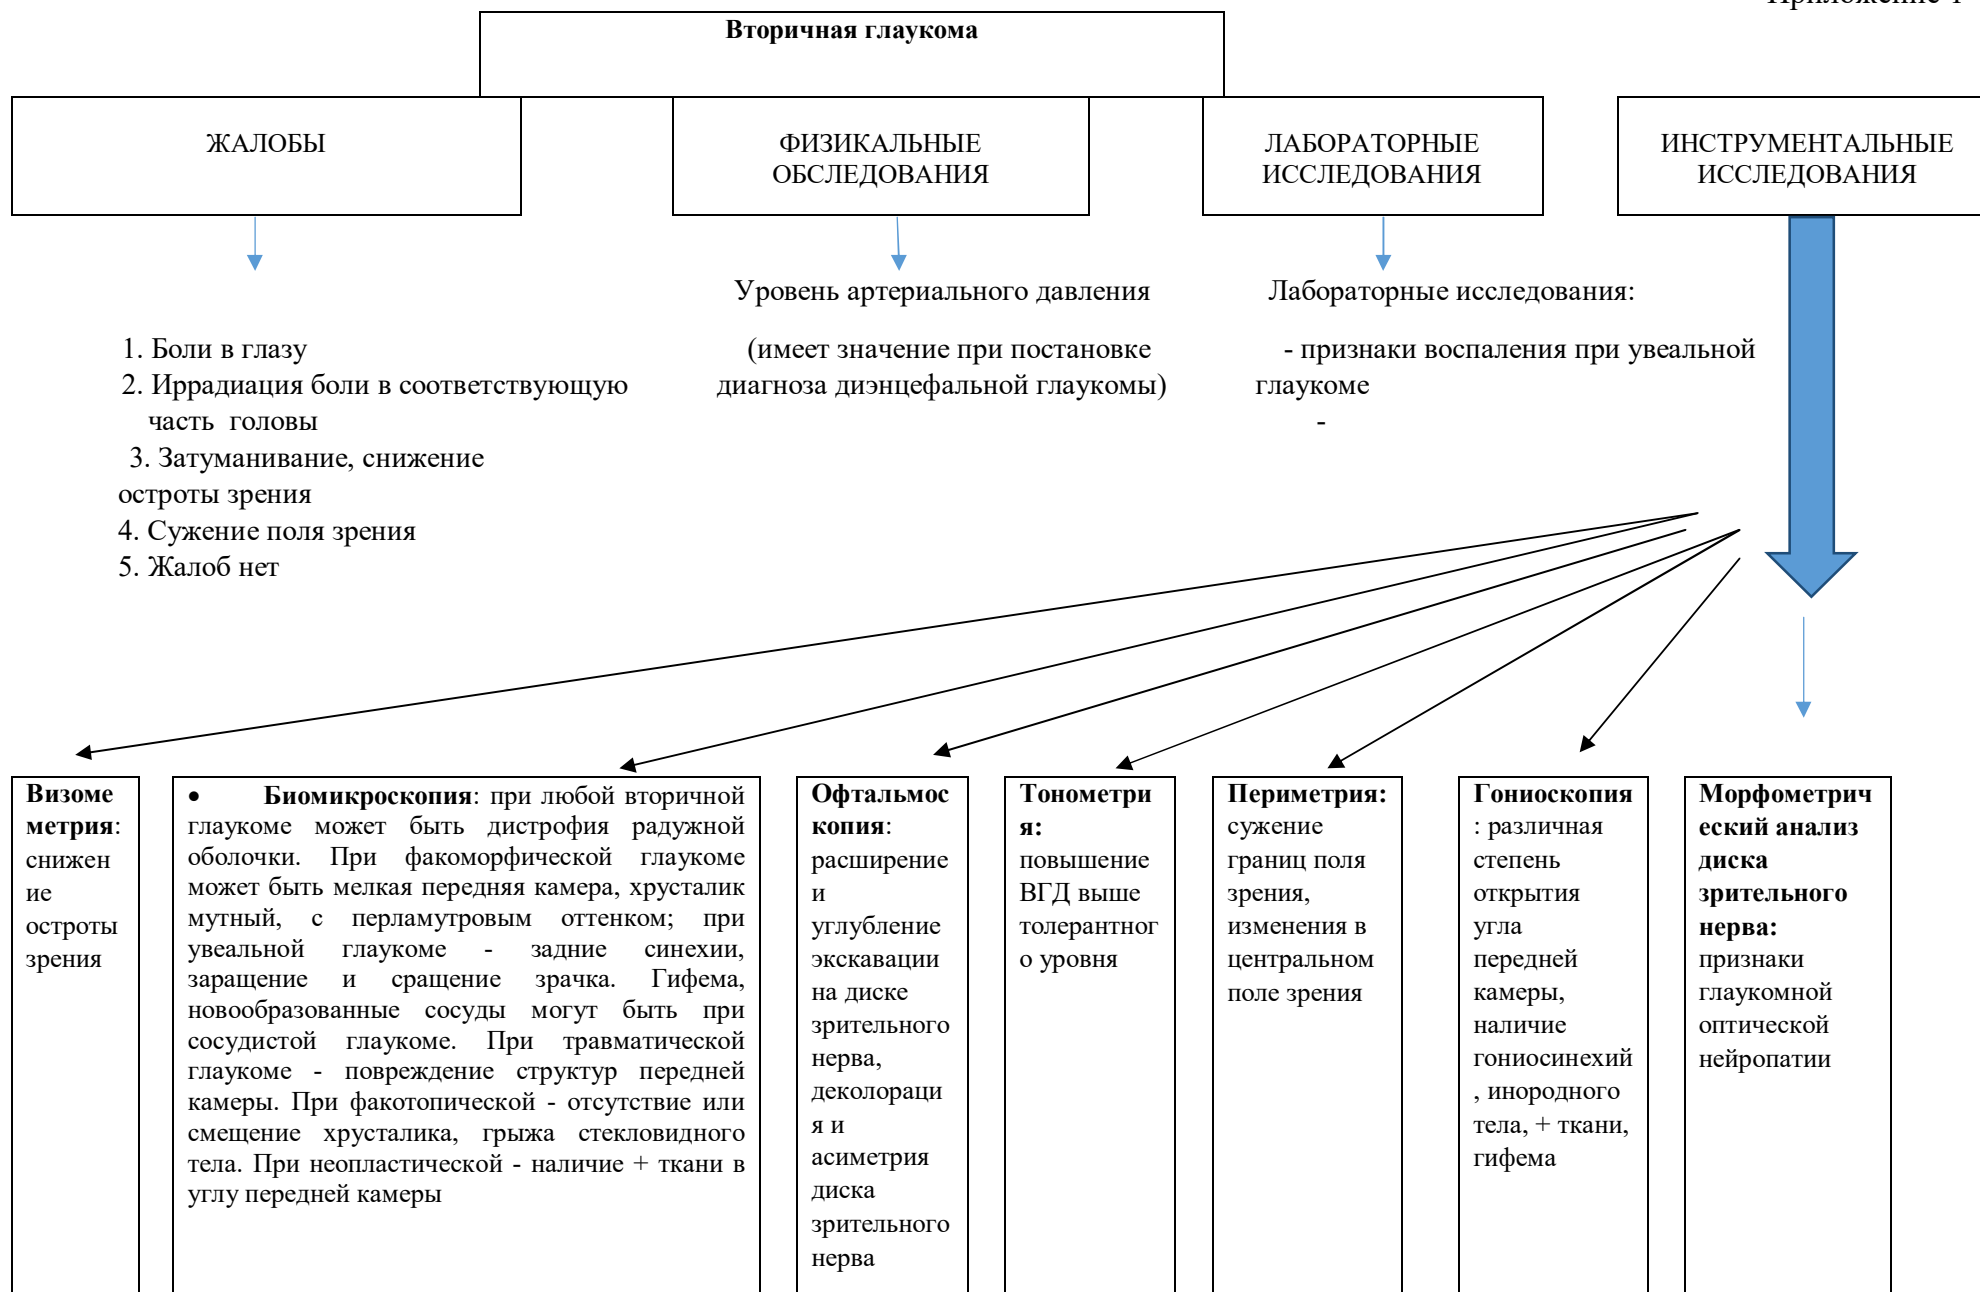 Приложение 1
Вторичная глаукома
ЖАЛОБЫ
ФИЗИКАЛЬНЫЕ
ОБСЛЕДОВАНИЯ
ЛАБОРАТОРНЫЕ
ИССЛЕДОВАНИЯ
ИНСТРУМЕНТАЛЬНЫЕ
ИССЛЕДОВАНИЯ
1. Боли в глазу
2. Иррадиация боли в соответствующую
часть головы
3. Затуманивание, снижение
остроты зрения
4. Сужение поля зрения
5. Жалоб нет
Уровень артериального давления
(имеет значение при постановке
диагноза диэнцефальной глаукомы)
Лабораторные исследования:
- признаки воспаления при увеальной
глаукоме
-
Визоме
метрия:
снижен
ие
остроты
зрения
• Биомикроскопия: при любой вторичной
глаукоме может быть дистрофия радужной
оболочки. При факоморфической глаукоме
может быть мелкая передняя камера, хрусталик
мутный, с перламутровым оттенком; при
увеальной глаукоме - задние синехии,
заращение и сращение зрачка. Гифема,
новообразованные сосуды могут быть при
сосудистой глаукоме. При травматической
глаукоме - повреждение структур передней
камеры. При факотопической - отсутствие или
смещение хрусталика, грыжа стекловидного
тела. При неопластической - наличие + ткани в
углу передней камеры
Офтальмос
копия:
расширение
и
углубление
экскавации
на диске
зрительного
нерва,
деколораци
я и
асиметрия
диска
зрительного
нерва
Тонометри
я:
повышение
ВГД выше
толерантног
о уровня
Периметрия:
сужение
границ поля
зрения,
изменения в
центральном
поле зрения
Гониоскопия
: различная
степень
открытия
угла
передней
камеры,
наличие
гониосинехий
, инородного
тела, + ткани,
гифема
Морфометрич
еский анализ
диска
зрительного
нерва:
признаки
глаукомной
оптической
нейропатии